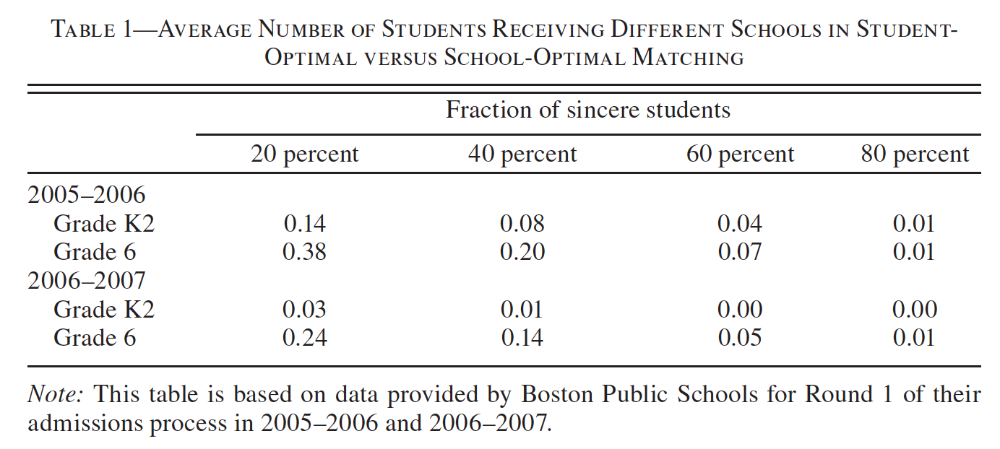 TABLE 1—AVERAGE NUMBER OF STUDENTS RECEIVING DIFFERENT SCHOOLS IN STUDENT-
OPTIMAL VERSUS SCHOOL-OPTIMAL MATCHING
Fraction of sincere students
20 percent 40 percent 60 percent 80 percent
2005–2006
Grade K2 0.14 0.08 0.04 0.01
Grade 6 0.38 0.20 0.07 0.01
2006–2007
Grade K2 0.03 0.01 0.00 0.00
Grade 6 0.24 0.14 0.05 0.01
Note: This table is based on data provided by Boston Public Schools for Round 1 of their
admissions process in 2005–2006 and 2006–2007.